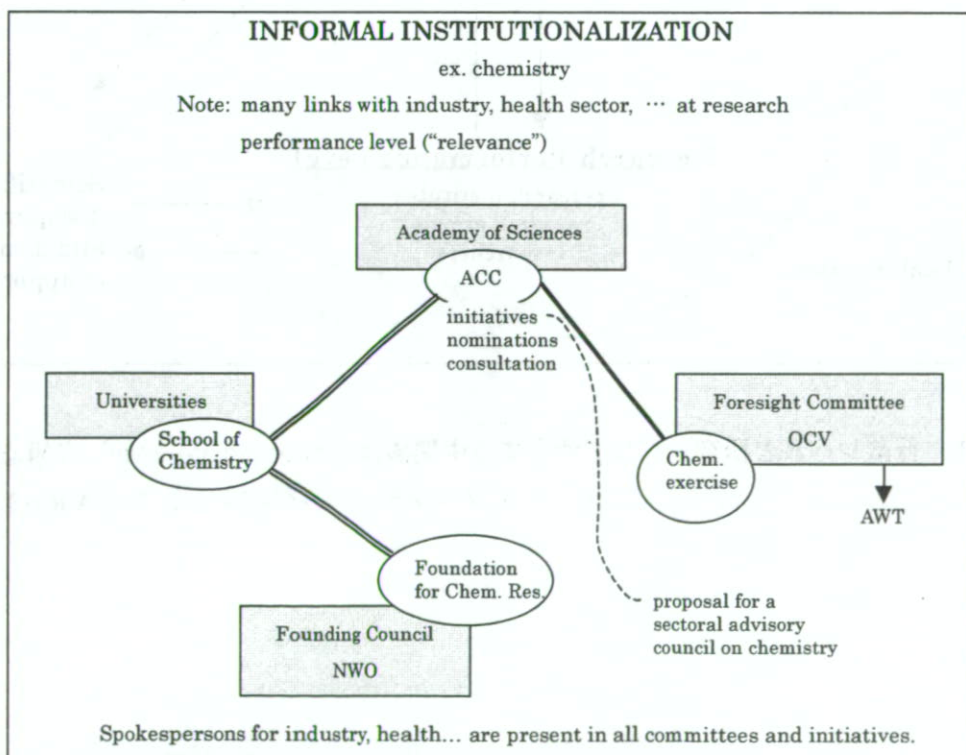 INFORMAL INSTITUTIONALIZATION
ex. chemistry
Note: many links with industry, health sector, ··· at research
performance level ("relevance")
Academy of Sciences
ACC
initiatives
nominations
consultation
Universities
School of
Chemistry
Foresight Committee
OCV
Chem.
exercise
AWT
Foundation
for Chem. Res.
Founding Council
NWO
proposal for a
sectoral advisory
council on chemistry
Spokespersons for industry, health... are present in all committees and initiatives.